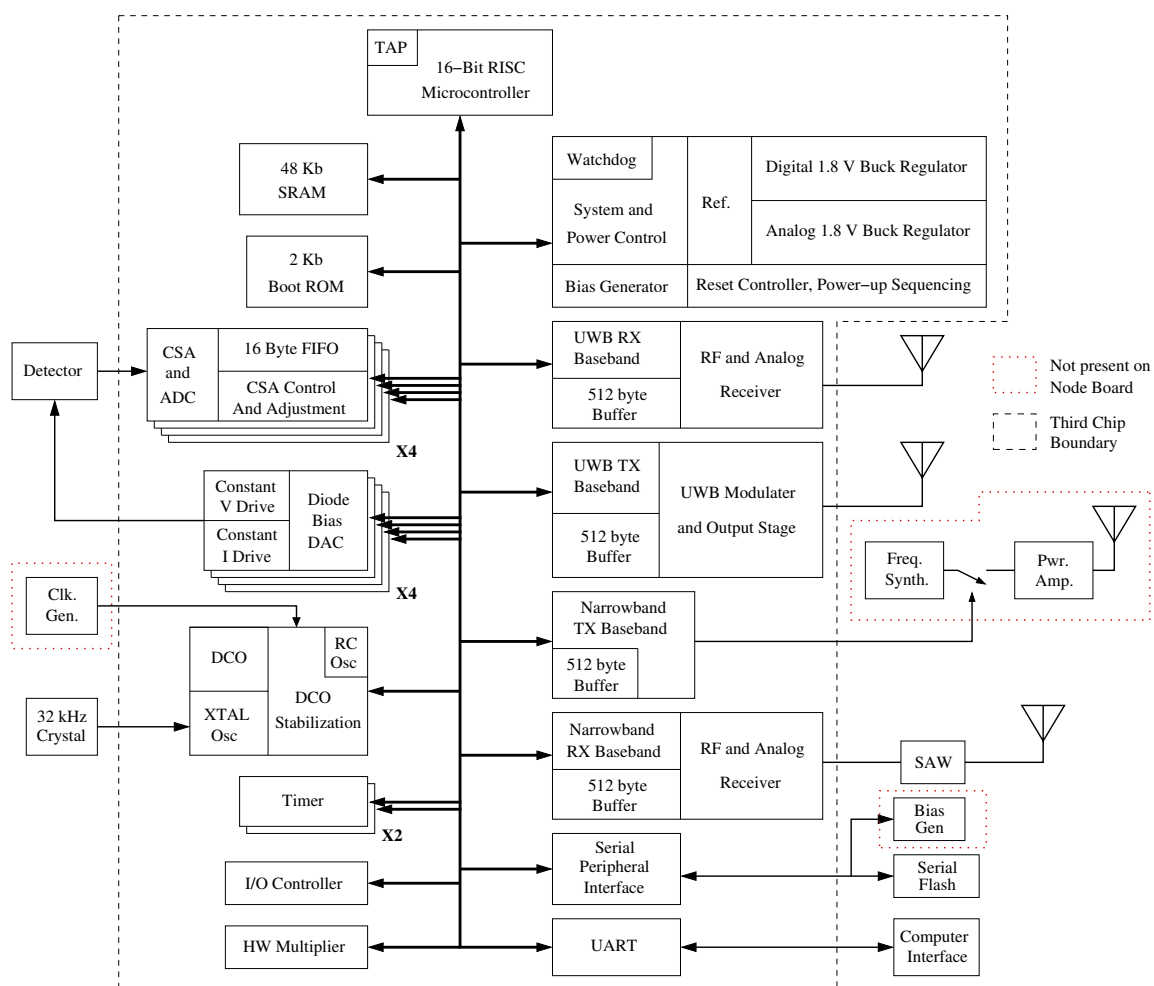 TAP
16−Bit RISC
Microcontroller
48 Kb
SRAM
2 Kb
Boot ROM
Watchdog
System and
Power Control
Ref.
Digital 1.8 V Buck Regulator
Analog 1.8 V Buck Regulator
Bias Generator
Reset Controller, Power−up Sequencing
Detector
CSA
and
ADC
16 Byte FIFO
CSA Control
And Adjustment
X4
UWB RX
Baseband
512 byte
Buffer
RF and Analog
Receiver
Not present on
Node Board
Third Chip
Boundary
Constant
V Drive
Constant
I Drive
Diode
Bias
DAC
X4
UWB TX
Baseband
512 byte
Buffer
UWB Modulater
and Output Stage
Freq.
Synth.
Pwr.
Amp.
Clk.
Gen.
DCO
RC
Osc
XTAL
Osc
DCO
Stabilization
32 kHz
Crystal
Narrowband
TX Baseband
512 byte
Buffer
Narrowband
RX Baseband
512 byte
Buffer
RF and Analog
Receiver
SAW
Timer
X2
Bias
Gen
Serial
Peripheral
Interface
Serial
Flash
I/O Controller
HW Multiplier
UART
Computer
Interface